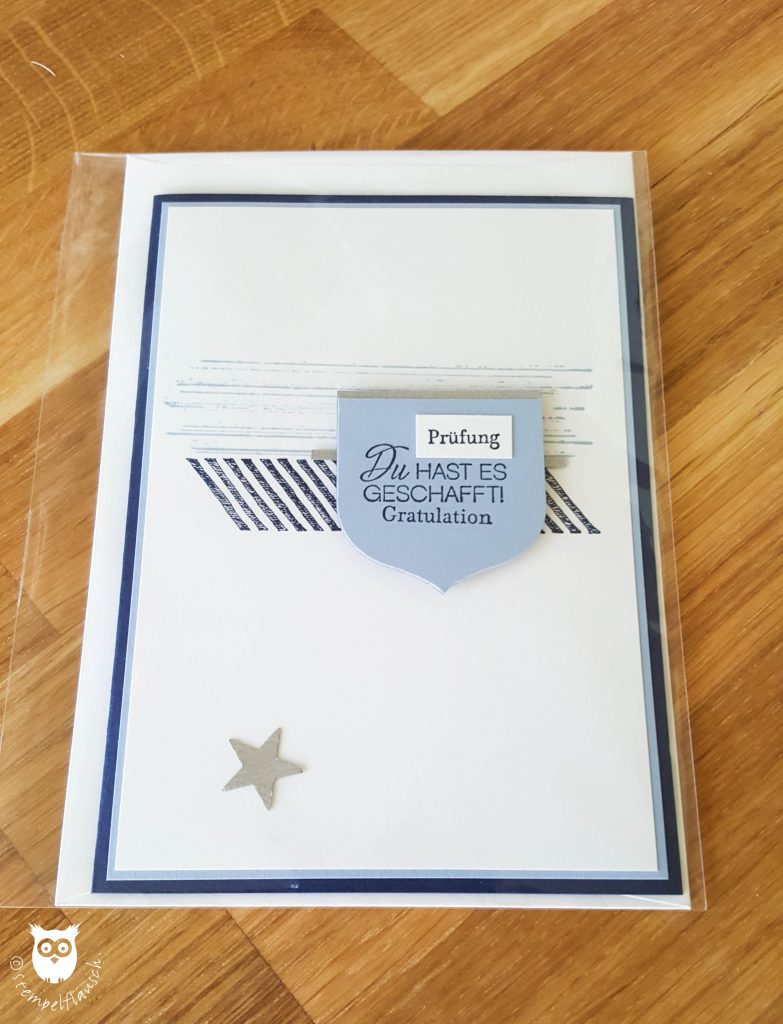 Prüfung
Du HAST ES
GESCHAFFT!
Gratulation
©stempelflausch